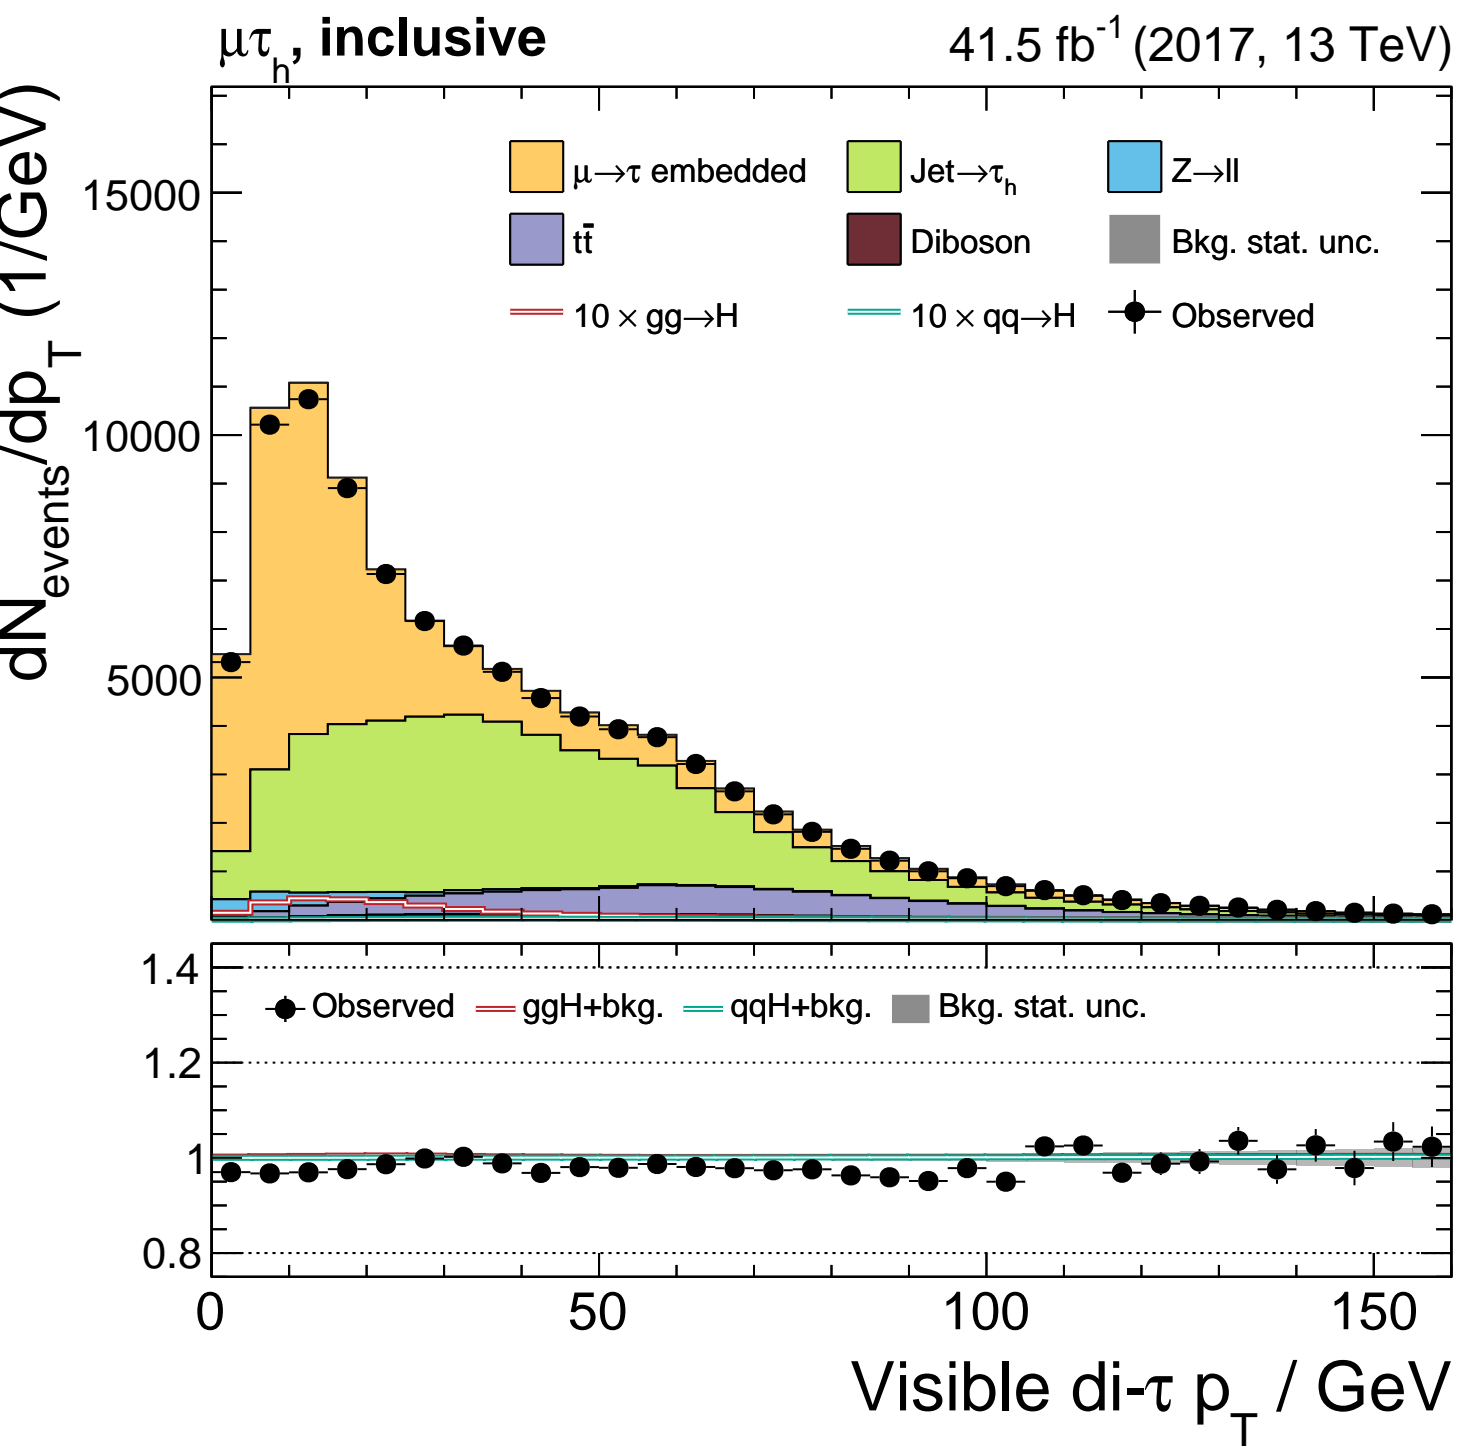 μτh, inclusive
41.5 fb-1 (2017, 13 TeV)
dNevents/dpT (1/GeV)
15000
10000
5000
μ→τ embedded
Jet→τh
Z→ll
tt̄
Diboson
Bkg. stat. unc.
10 × gg→H
10 × qq→H
Observed
1.4
1.2
1
0.8
Observed
ggH+bkg.
qqH+bkg.
Bkg. stat. unc.
0
50
100
150
Visible di-τ pT / GeV